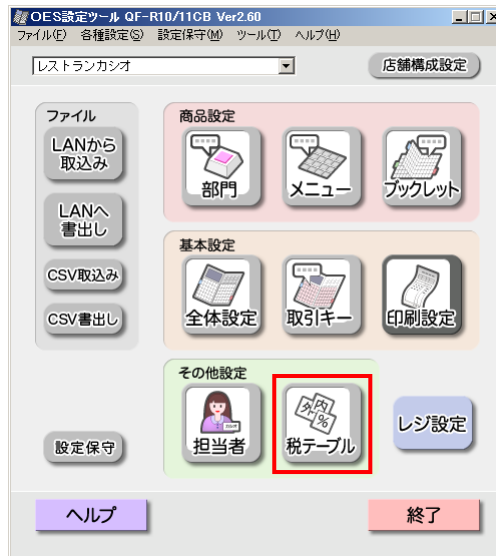 OES設定ツール QF-R10/11CB Ver2.60
ファイル(F) 各種設定(S) 設定保守(M) ツール(T) ヘルプ(H)
レストランカシオ
店舗構成設定
ファイル
LANから
取込み
LANへ
書出し
CSV取込み
CSV書出し
設定保守
商品設定
部門
メニュー
ブックレット
基本設定
全体設定
取引キー
印刷設定
その他設定
担当者
外
内
%
税テーブル
レジ設定
ヘルプ
終了